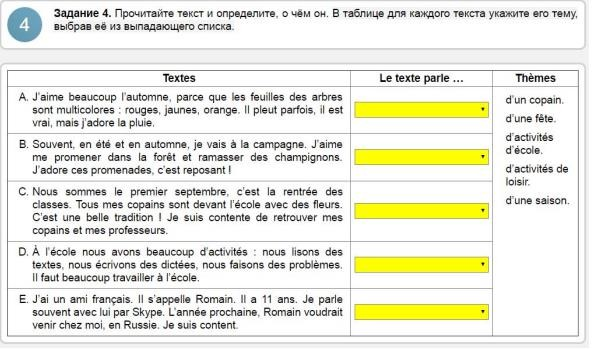 4
Задание 4. Прочитайте текст и определите, о чём он. В таблице для каждого текста укажите его тему,
выбрав её из выпадающего списка.
Textes
Le texte parle ...
Thèmes
A. J'aime beaucoup l'automne, parce que les feuilles des arbres
sont multicolores : rouges, jaunes, orange. Il pleut parfois, il est
vrai, mais j'adore la pluie.
B. Souvent, en été et en automne, je vais à la campagne. J'aime
me promener dans la forêt et ramasser des champignons.
J'adore ces promenades, c'est reposant !
C. Nous sommes le premier septembre, c'est la rentrée des
classes. Tous mes copains sont devant l'école avec des fleurs.
C'est une belle tradition ! Je suis contente de retrouver mes
copains et mes professeurs.
D. À l'école nous avons beaucoup d'activités : nous lisons des
textes, nous écrivons des dictées, nous faisons des problèmes.
Il faut beaucoup travailler à l'école.
E. J'ai un ami français. Il s'appelle Romain. Il a 11 ans. Je parle
souvent avec lui par Skype. L'année prochaine, Romain voudrait
venir chez moi, en Russie. Je suis content.
d'un copain.
d'une fête.
d'activités
d'école.
d'activités de
loisir.
d'une saison.